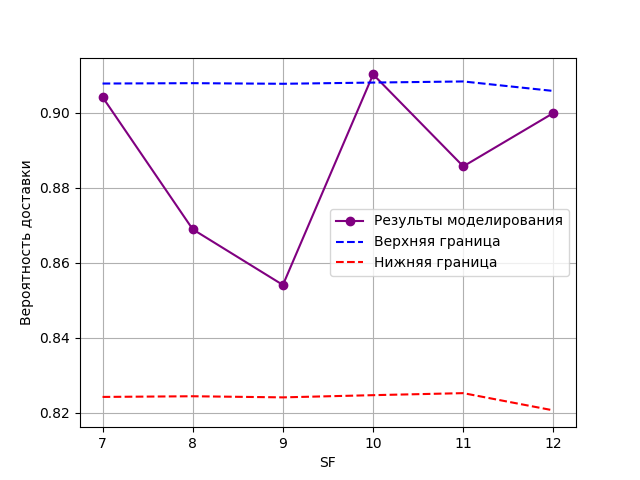 0.90
0.88
0.86
0.84
0.82
Вероятность доставки
Результы моделирования
Верхняя граница
Нижняя граница
7 8 9 10 11 12
SF